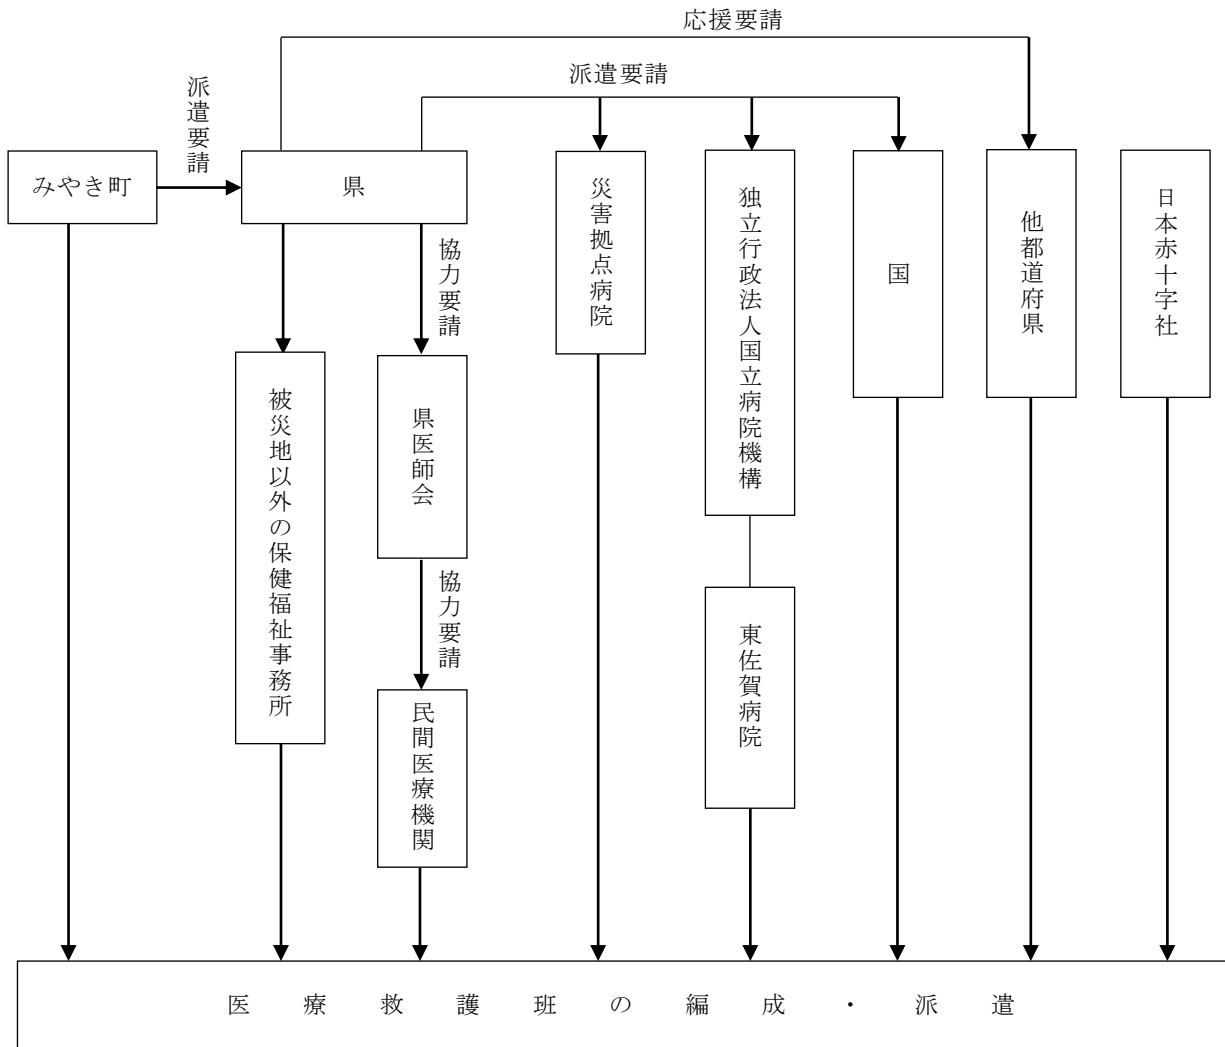 応援要請
派遣要請
派遣要請
みやき町
県
災害拠点病院
独立行政法人国立病院機構
国
他都道府県
日本赤十字社
協力要請
被災地以外の保健福祉事務所
県医師会
協力要請
東佐賀病院
民間医療機関
医療救護班の編成・派遣